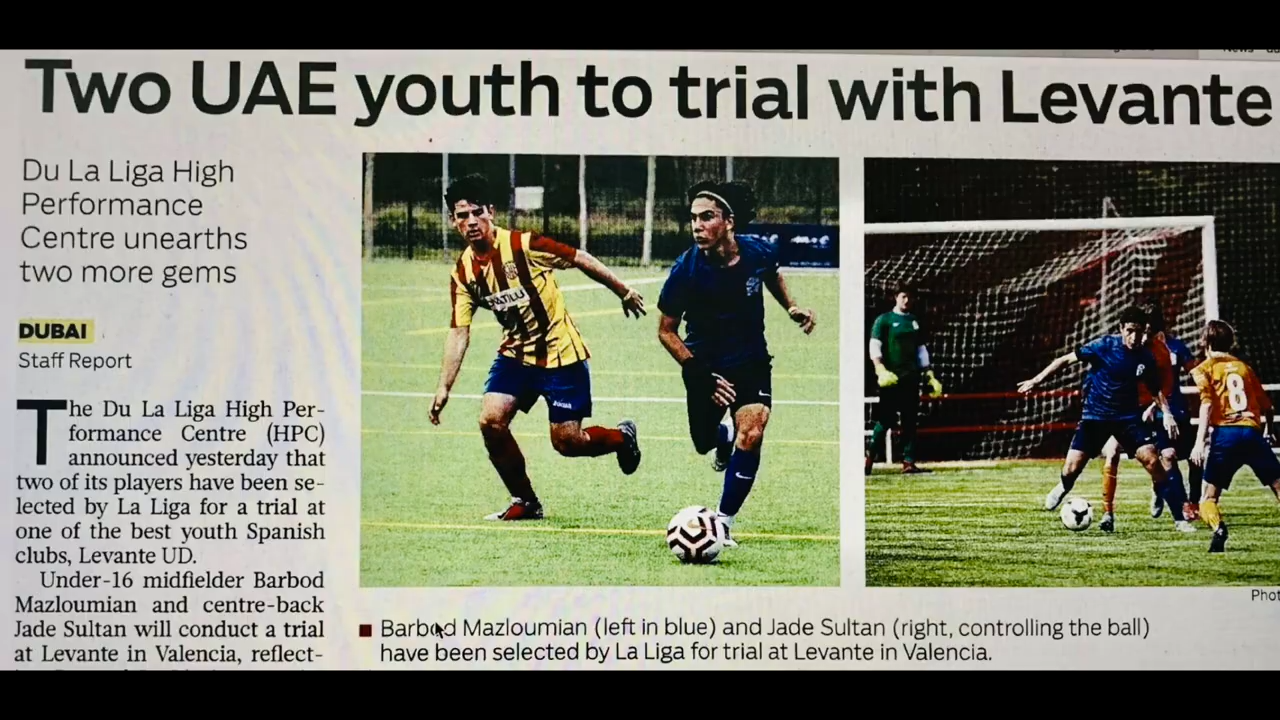 Two UAE youth to trial with Levante
Du La Liga High
Performance
Centre unearths
two more gems
DUBAI
Staff Report
The Du La Liga High Per-
formance Centre (HPC)
announced yesterday that
two of its players have been se-
lected by La Liga for a trial at
one of the best youth Spanish
clubs, Levante UD.
Under-16 midfielder Barbod
Mazloumian and centre-back
Jade Sultan will conduct a trial
at Levante in Valencia, reflect-
8
Phot
Barbod Mazloumian (left in blue) and Jade Sultan (right, controlling the ball)
have been selected by La Liga for trial at Levante in Valencia.